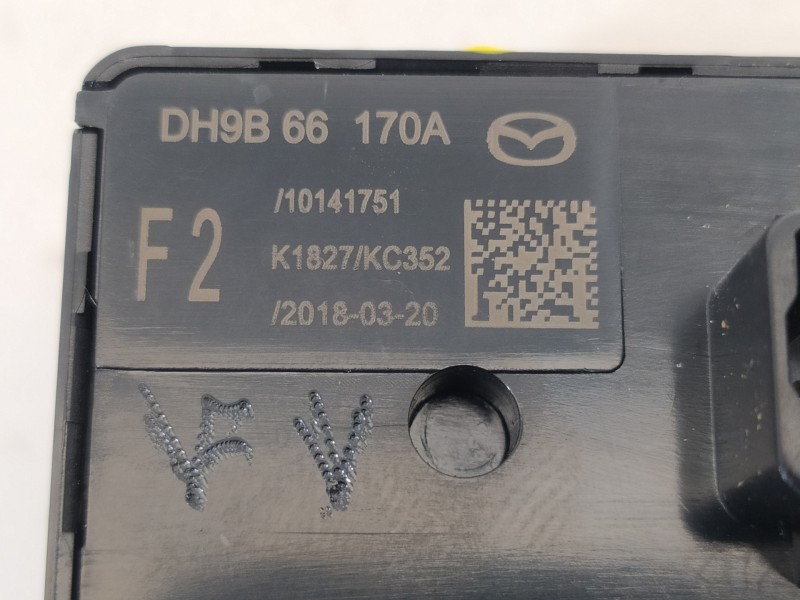 DH9B 66 170A
/10141751
F2
K1827/KC352
/2018-03-20